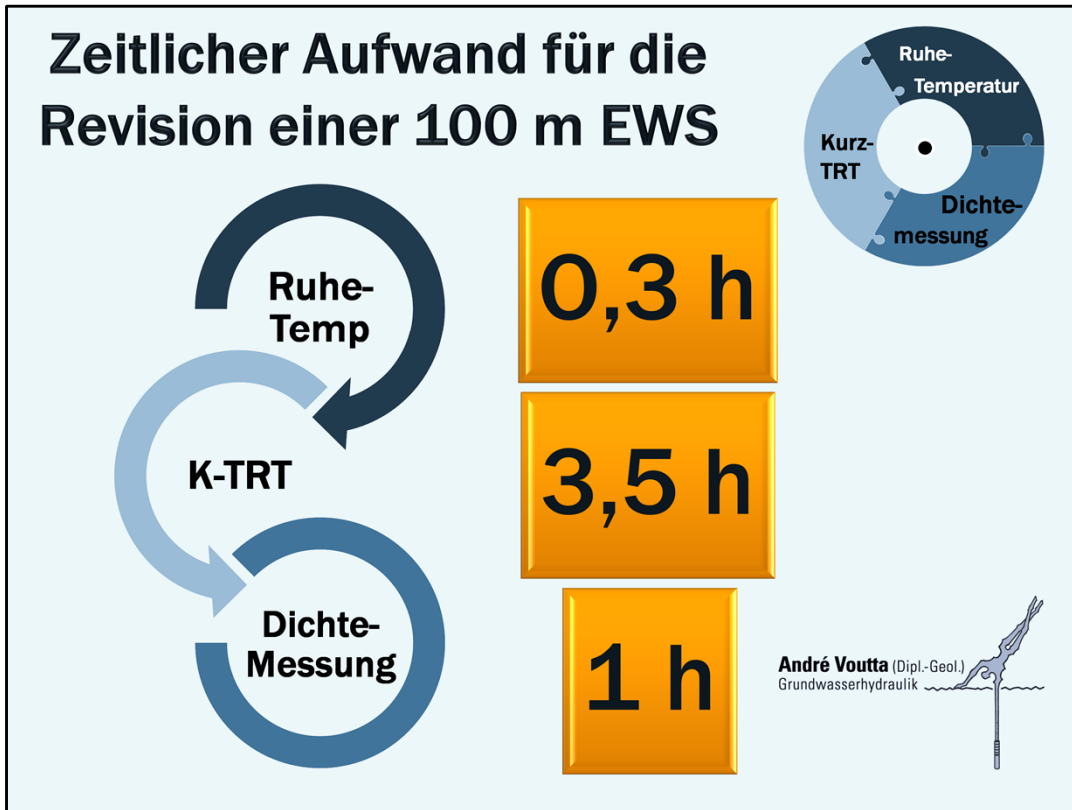 Zeitlicher Aufwand für die
Revision einer 100 m EWS
Ruhe-
Temperatur
Kurz-
TRT
Dichte-
messung
Ruhe-
Temp
0,3 h
K-TRT
3,5 h
Dichte-
Messung
1 h
André Voutta (Dipl.-Geol.)
Grundwasserhydraulik